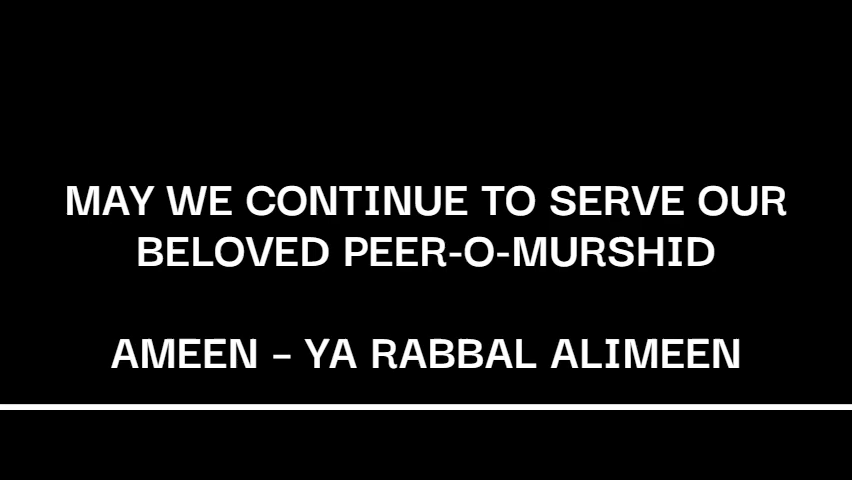 MAY WE CONTINUE TO SERVE OUR
BELOVED PEER-O-MURSHID
AMEEN – YA RABBAL ALIMEEN